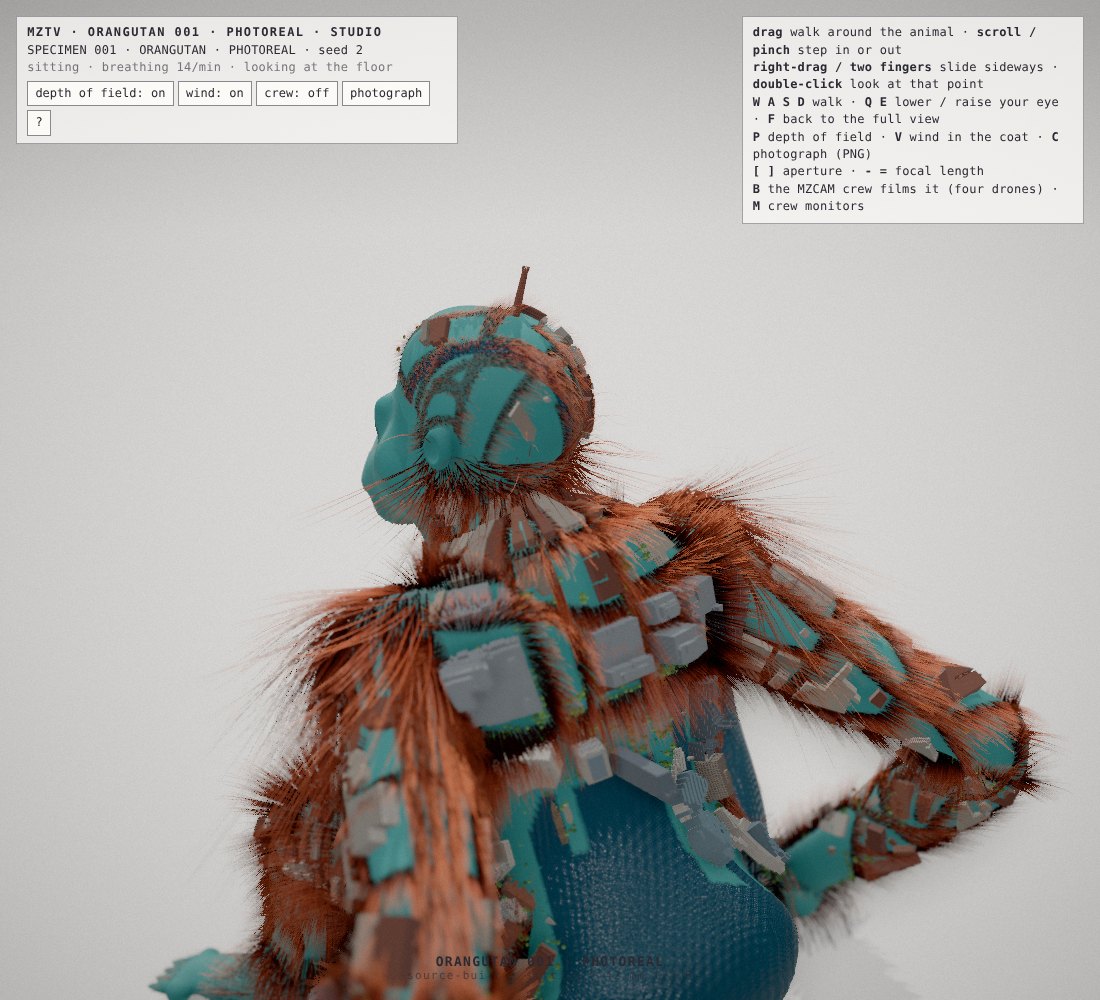 MZTV · ORANGUTAN 001 · PHOTOREAL · STUDIO
SPECIMEN 001 · ORANGUTAN · PHOTOREAL · seed 2
sitting · breathing 14/min · looking at the floor
depth of field: on wind: on crew: off photograph
?
drag walk around the animal · scroll /
pinch step in or out
right-drag / two fingers slide sideways ·
double-click look at that point
W A S D walk · Q E lower / raise your eye
· F back to the full view
P depth of field · V wind in the coat · C
photograph (PNG)
[ ] aperture · - = focal length
B the MZCAM crew films it (four drones) ·
M crew monitors
ORANGUTAN 001 · PHOTOREAL